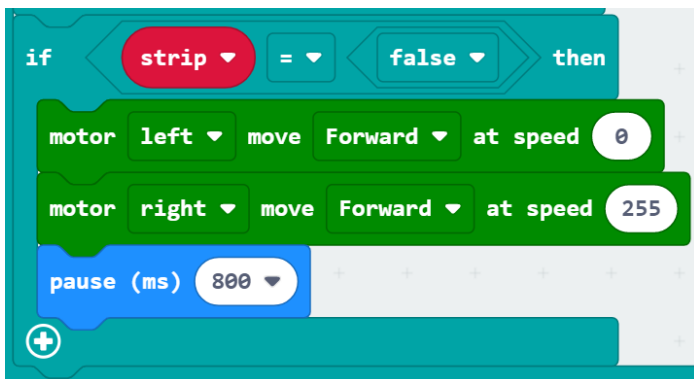 if strip = false then
motor left move Forward at speed 0
motor right move Forward at speed 255
pause (ms) 800